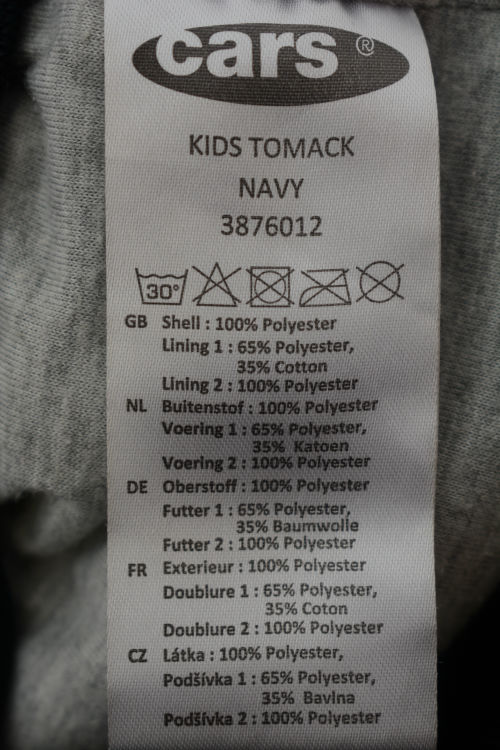 cars ®
KIDS TOMACK
NAVY
3876012
30°
GB Shell : 100% Polyester
Lining 1 : 65% Polyester,
35% Cotton
Lining 2 : 100% Polyester
NL Buitenstof : 100% Polyester
Voering 1 : 65% Polyester,
35% Katoen
Voering 2 : 100% Polyester
DE Oberstoff : 100% Polyester
Futter 1 : 65% Polyester,
35% Baumwolle
Futter 2 : 100% Polyester
FR Exterieur : 100% Polyester
Doublure 1 : 65% Polyester,
35% Coton
Doublure 2 : 100% Polyester
CZ Látka : 100% Polyester,
Podšívka 1 : 65% Polyester,
35% Bavlna
Podšívka 2 : 100% Polyester